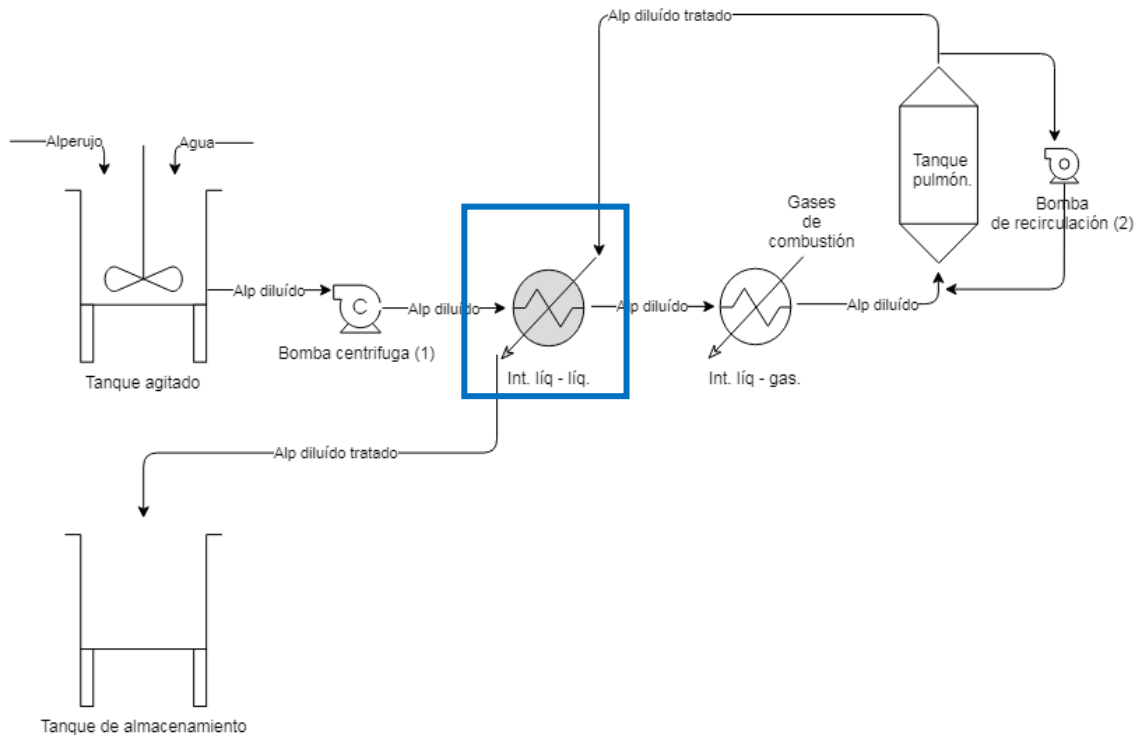 Alp diluído tratado
Alperujo
Agua
Tanque
pulmón.
Gases
de
combustión
Bomba
de recirculación (2)
Alp diluído
C
Alp diluído
Alp diluído
Alp diluído
Bomba centrifuga (1)
Tanque agitado
Int. líq - líq.
Int. líq - gas.
Alp diluído tratado
Tanque de almacenamiento